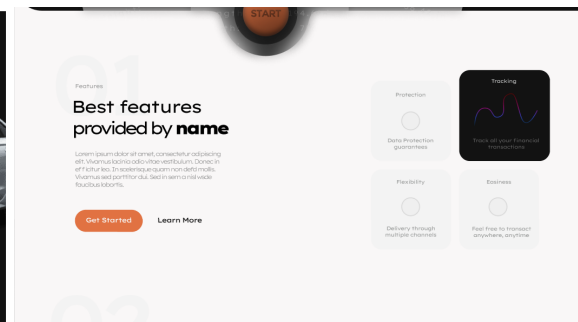 START
01
Features
Best features
provided by name
Lorem ipsum dolor sit amet, consectetur adipiscing
elit. Vivamus lacinia odio vitae vestibulum. Donec in
efficitur leo. In scelerisque quam non defis mollis.
Vivamus sed porttitor dui. Sed in sem a nisl wade
faucibus lobortis.
Get Started
Learn More
Protection
Data Protection
guarantees
Tracking
Track all your Financial
transactions
Flexibility
Delivery through
multiple channels
Easiness
Feel free to transact
anywhere, anytime